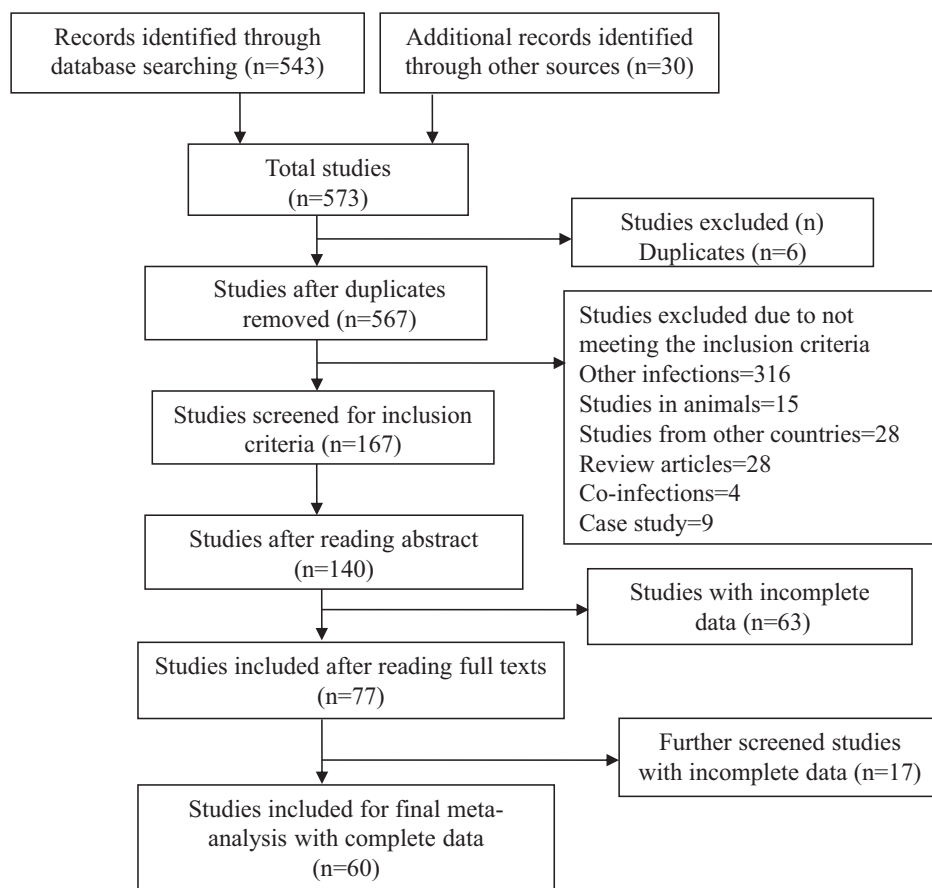 Records identified through
database searching (n=543)
Additional records identified
through other sources (n=30)
Total studies
(n=573)
Studies excluded (n)
Duplicates (n=6)
Studies after duplicates
removed (n=567)
Studies excluded due to not
meeting the inclusion criteria
Other infections=316
Studies in animals=15
Studies from other countries=28
Review articles=28
Co-infections=4
Case study=9
Studies screened for inclusion
criteria (n=167)
Studies after reading abstract
(n=140)
Studies with incomplete
data (n=63)
Studies included after reading full texts
(n=77)
Further screened studies
with incomplete data (n=17)
Studies included for final meta-
analysis with complete data
(n=60)